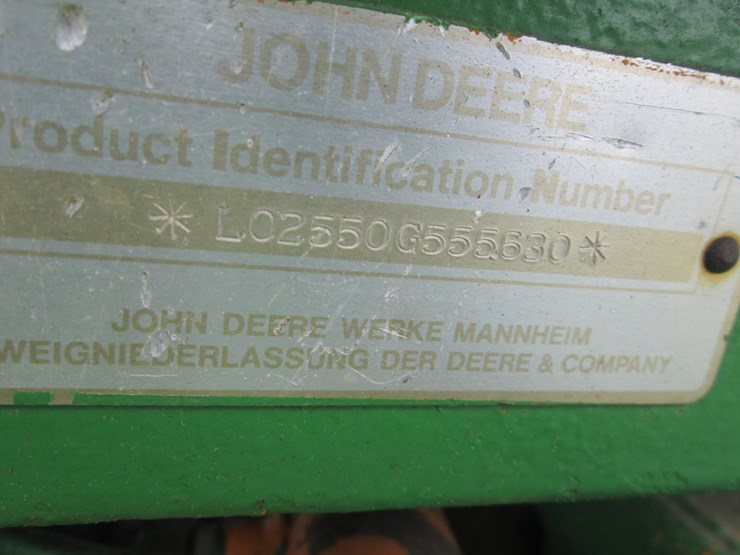 JOHN DEERE
Product Identification Number
* L02550G555630 *
JOHN DEERE WERKE MANNHEIM
WEIGNIEDERLASSUNG DER DEERE & COMPANY